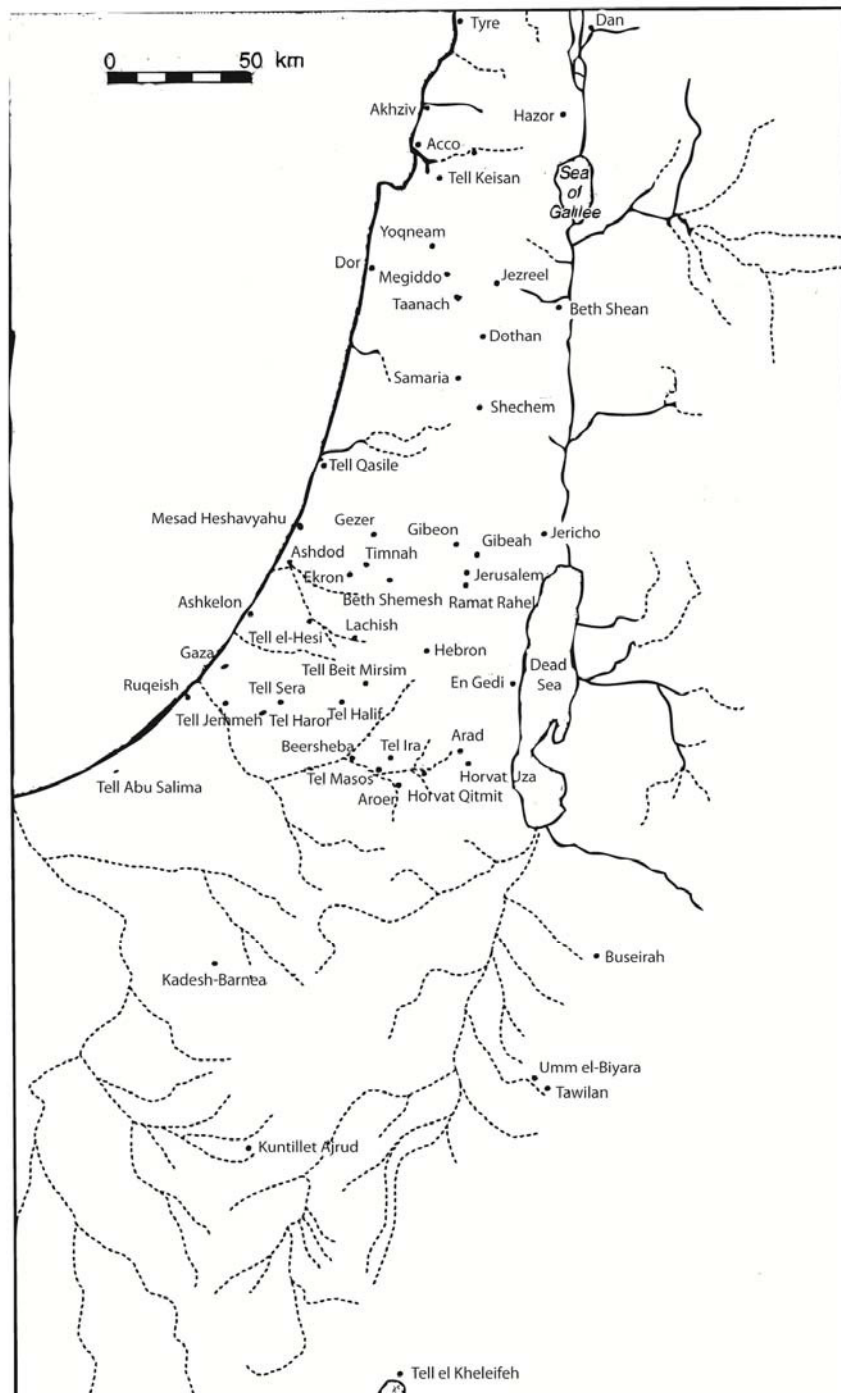 Tyre
Dan
0 50 km
Akhziv
Hazor
Acco
Tell Keisan
Sea
of
Galilee
Yoqneam
Dor
Megiddo
Jezreel
Taanach
Beth Shean
Dothan
Samaria
Shechem
Tell Qasile
Mesad Heshavyahu
Gezer
Gibeon
Gibeah
Jericho
Ashdod
Timnah
Ekron
Jerusalem
Beth Shemesh
Ramat Rahel
Ashkelon
Tell el-Hesi
Lachish
Hebron
Gaza
Tell Beit Mirsim
Dead
Sea
Ruqeish
Tell Sera
En Gedi
Tell Jemmeh
Tel Haror
Tel Halif
Beersheba
Tel Ira
Arad
Tell Abu Salima
Tel Masos
Horvat Uza
Aroer
Horvat Qitmit
Buseirah
Kadesh-Barnea
Umm el-Biyara
Tawilan
Kuntillet Ajrud
Tell el Kheleifeh